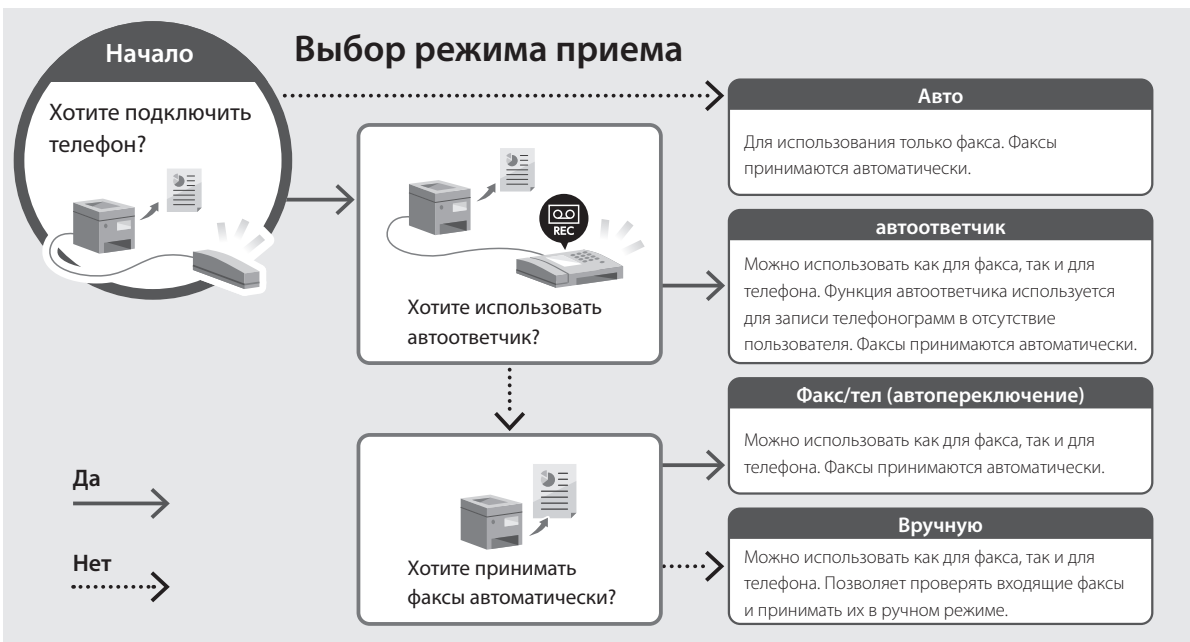 Начало
Выбор режима приема
Хотите подключить
телефон?
Авто
Для использования только факса. Факсы
принимаются автоматически.
REC
Хотите использовать
автоответчик?
автоответчик
Можно использовать как для факса, так и для
телефона. Функция автоответчика используется
для записи телефонограмм в отсутствие
пользователя. Факсы принимаются автоматически.
Факс/тел (автопереключение)
Можно использовать как для факса, так и для
телефона. Факсы принимаются автоматически.
Хотите принимать
факсы автоматически?
Вручную
Можно использовать как для факса, так и для
телефона. Позволяет проверять входящие факсы
и принимать их в ручном режиме.
Да
Нет